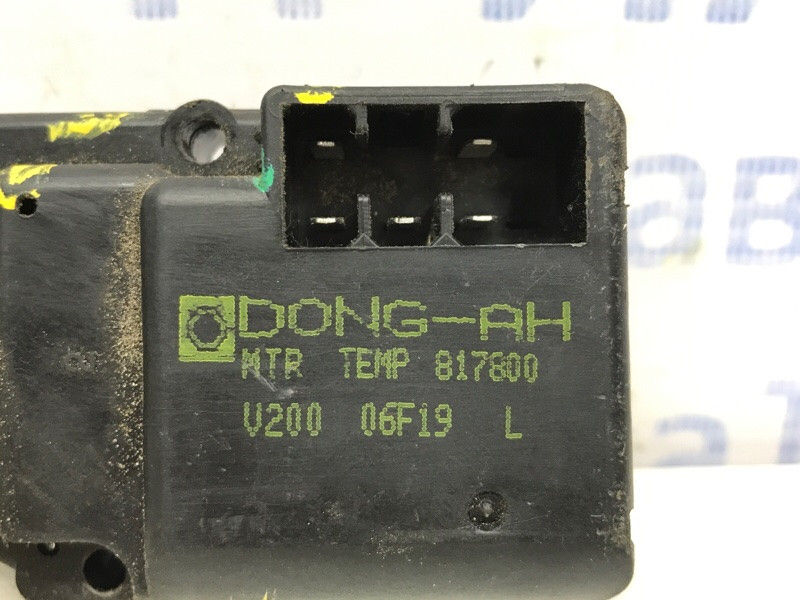 DONG-AH
MTR TEMP 817600
V200 06F19 L